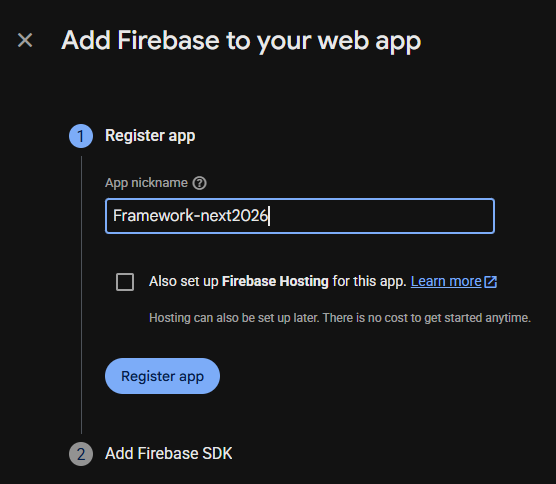 Add Firebase to your web app
1
Register app
App nickname
Framework-next2026
Also set up Firebase Hosting for this app. Learn more
Hosting can also be set up later. There is no cost to get started anytime.
Register app
2
Add Firebase SDK